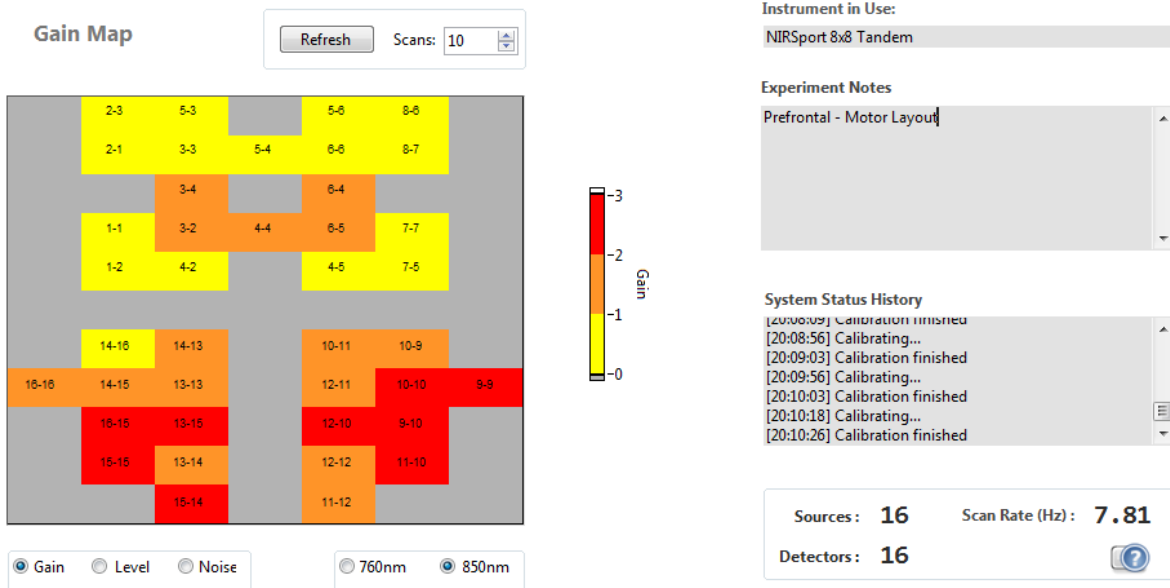 Gain Map
Refresh Scans: 10
2-3 5-3 5-6 8-6
2-1 3-3 5-4 6-6 8-7
3-4 6-4
1-1 3-2 4-4 6-5 7-7
1-2 4-2 4-5 7-5
14-16 14-13 10-11 10-9
16-16 14-15 13-13 12-11 10-10 9-9
16-15 13-15 12-10 9-10
15-15 13-14 12-12 11-10
15-14 11-12
3
2
1
0
Gain
Gain Level Noise 760nm 850nm
Instrument in Use:
NIRSport 8x8 Tandem
Experiment Notes
Prefrontal - Motor Layout
System Status History
[20:08:09] Calibration finished
[20:08:56] Calibrating...
[20:09:03] Calibration finished
[20:09:56] Calibrating...
[20:10:03] Calibration finished
[20:10:18] Calibrating...
[20:10:26] Calibration finished
Sources: 16 Scan Rate (Hz): 7.81
Detectors: 16 ?